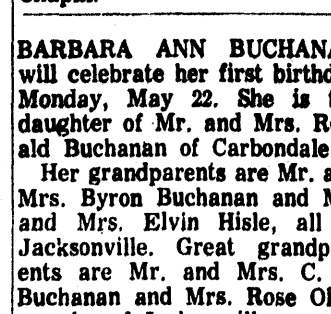 BARBARA ANN BUCHANA
will celebrate her first birthd
Monday, May 22. She is
daughter of Mr. and Mrs. R
ald Buchanan of Carbondale
Her grandparents are Mr. a
Mrs. Byron Buchanan and M
and Mrs. Elvin Hisle, all
Jacksonville. Great grandp
ents are Mr. and Mrs. C.
Buchanan and Mrs. Rose Ol